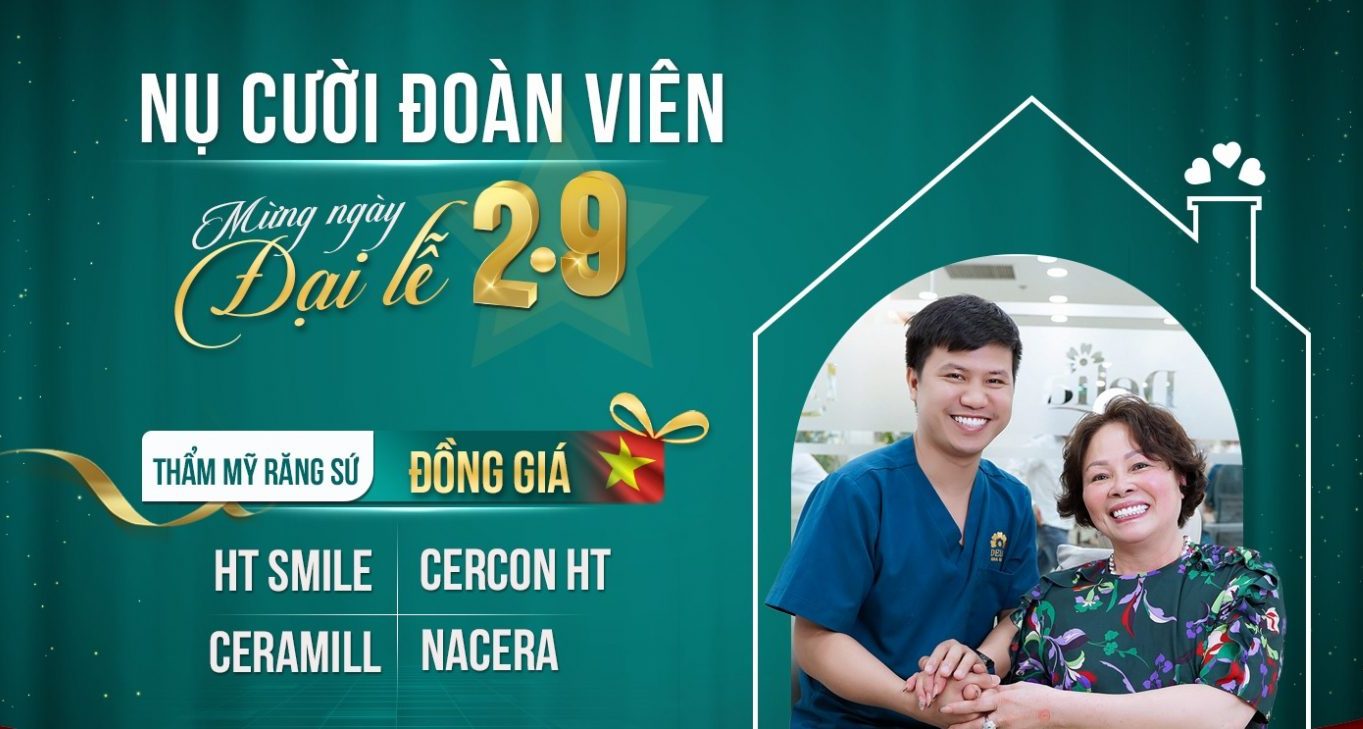 NỤ CƯỜI ĐOÀN VIÊN
Mừng ngày
Đại lễ 2.9
THẨM MỸ RĂNG SỨ ĐỒNG GIÁ
HT SMILE CERCON HT
CERAMILL NACERA
Delia